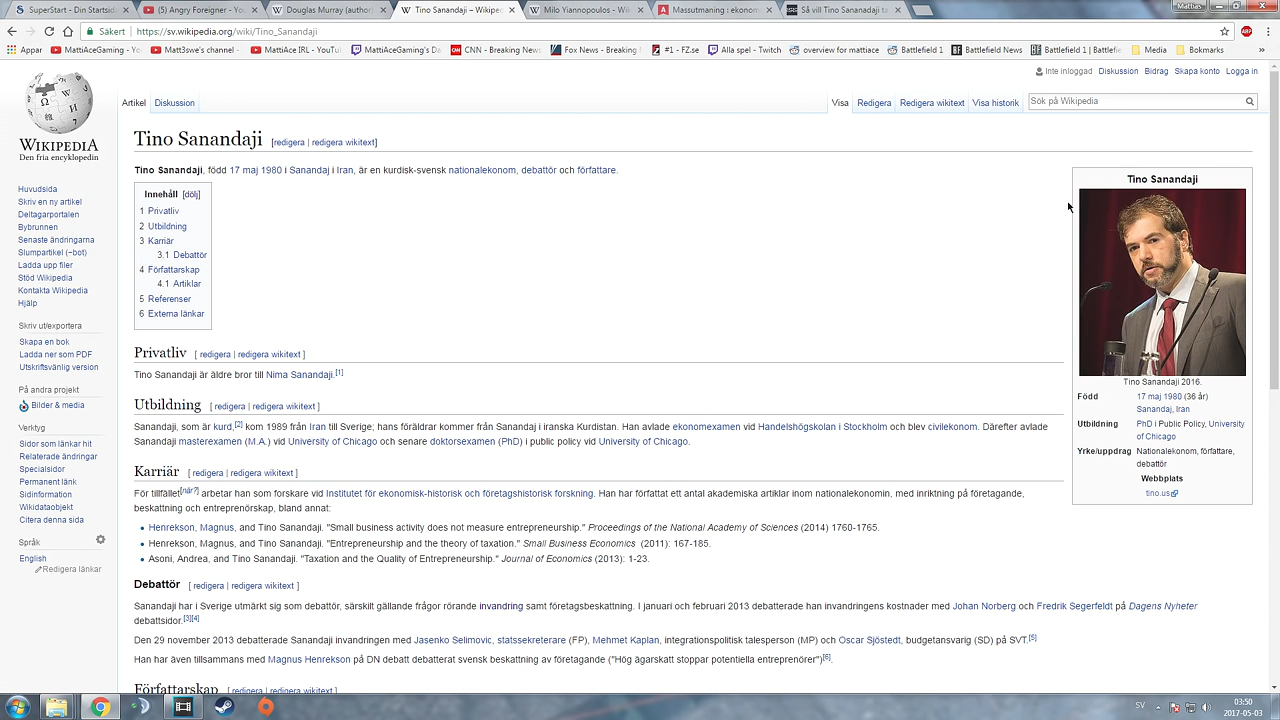 SuperStart - Din Startsida
(5) Angry Foreigner - You
Douglas Murray (author)
Tino Sanandaji – Wikipe
Milo Yiannopoulos - Wik
Massutmaning : ekonom
Så vill Tino Sanandaji ta
Mattias
Säkert | https://sv.wikipedia.org/wiki/Tino_Sanandaji
Appar
MattiAceGaming - Yo
Matt3swe's channel -
MattiAce IRL - YouTu
MattiAceGaming's Da
CNN - Breaking News
Fox News - Breaking
#1 - FZ.se
Alla spel - Twitch
overview for mattiace
Battlefield 1
Battlefield News
Battlefield 1 | Battlefie
Media
Bokmärks
Inte inloggad Diskussion Bidrag Skapa konto Logga in
Artikel Diskussion
Visa Redigera Redigera wikitext Visa historik
Sök på Wikipedia
WIKIPEDIA
Den fria encyklopedin
Huvudsida
Skriv en ny artikel
Deltagarportalen
Bybrunnen
Senaste ändringarna
Slumpartikel (−bot)
Ladda upp filer
Stöd Wikipedia
Kontakta Wikipedia
Hjälp
Skriv ut/exportera
Skapa en bok
Ladda ner som PDF
Utskriftsvänlig version
På andra projekt
Bilder & media
Verktyg
Sidor som länkar hit
Relaterade ändringar
Specialsidor
Permanent länk
Sidinformation
Wikidataobjekt
Citera denna sida
Språk
English
Redigera länkar
Tino Sanandaji [redigera | redigera wikitext]
Tino Sanandaji, född 17 maj 1980 i Sanandaj i Iran, är en kurdisk-svensk nationalekonom, debattör och författare.
Innehåll [dölj]
1 Privatliv
2 Utbildning
3 Karriär
3.1 Debattör
4 Författarskap
4.1 Artiklar
5 Referenser
6 Externa länkar
Tino Sanandaji
Tino Sanandaji 2016.
Född 17 maj 1980 (36 år)
Sanandaj, Iran
Utbildning PhD i Public Policy, University
of Chicago
Yrke/uppdrag Nationalekonom, författare,
debattör
Webbplats
tino.us
Privatliv [ redigera | redigera wikitext ]
Tino Sanandaji är äldre bror till Nima Sanandaji.[1]
Utbildning [ redigera | redigera wikitext ]
Sanandaji, som är kurd,[2] kom 1989 från Iran till Sverige; hans föräldrar kommer från Sanandaj i iranska Kurdistan. Han avlade ekonomexamen vid Handelshögskolan i Stockholm och blev civilekonom. Därefter avlade
Sanandaji masterexamen (M.A.) vid University of Chicago och senare doktorsexamen (PhD) i public policy vid University of Chicago.
Karriär [ redigera | redigera wikitext ]
För tillfället[när?] arbetar han som forskare vid Institutet för ekonomisk-historisk och företagshistorisk forskning. Han har författat ett antal akademiska artiklar inom nationalekonomin, med inriktning på företagande,
beskattning och entreprenörskap, bland annat:
• Henrekson, Magnus, and Tino Sanandaji. "Small business activity does not measure entrepreneurship." Proceedings of the National Academy of Sciences (2014) 1760-1765.
• Henrekson, Magnus, and Tino Sanandaji. "Entrepreneurship and the theory of taxation." Small Business Economics (2011): 167-185.
• Asoni, Andrea, and Tino Sanandaji. "Taxation and the Quality of Entrepreneurship." Journal of Economics (2013): 1-23.
Debattör [ redigera | redigera wikitext ]
Sanandaji har i Sverige utmärkt sig som debattör, särskilt gällande frågor rörande invandring samt företagsbeskattning. I januari och februari 2013 debatterade han invandringens kostnader med Johan Norberg och Fredrik Segerfeldt på Dagens Nyheter
debattsidor.[3][4]
Den 29 november 2013 debatterade Sanandaji invandringen med Jasenko Selimovic, statssekreterare (FP), Mehmet Kaplan, integrationspolitisk talesperson (MP) och Oscar Sjöstedt, budgetansvarig (SD) på SVT.[5]
Han har även tillsammans med Magnus Henrekson på DN debatt debatterat svensk beskattning av företagande ("Hög ägarskatt stoppar potentiella entreprenörer")[6].
Författarskap [ redigera | redigera wikitext ]
SV
03:50
2017-05-03